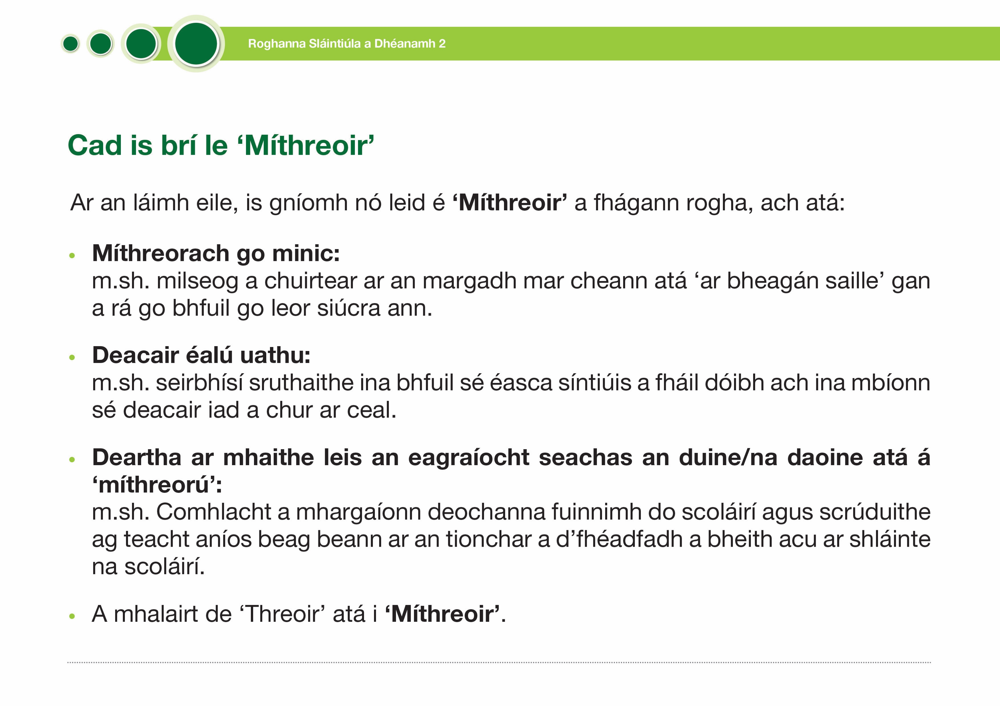 Roghanna Sláintiúla a Dhéanamh 2
Cad is brí le ‘Míthreoir’
Ar an láimh eile, is gníomh nó leid é ‘Míthreoir’ a fhágann rogha, ach atá:
• Míthreorach go minic:
m.sh. milseog a chuirtear ar an margadh mar cheann atá ‘ar bheagán saille’ gan
a rá go bhfuil go leor siúcra ann.
• Deacair éalú uathu:
m.sh. seirbhísí sruthaithe ina bhfuil sé éasca síntiúis a fháil dóibh ach ina mbíonn
sé deacair iad a chur ar ceal.
• Deartha ar mhaithe leis an eagraíocht seachas an duine/na daoine atá á
‘míthreorú’:
m.sh. Comhlacht a mhargaíonn deochanna fuinnimh do scoláirí agus scrúduithe
ag teacht aníos beag beann ar an tionchar a d’fhéadfadh a bheith acu ar shláinte
na scoláirí.
• A mhalairt de ‘Threoir’ atá i ‘Míthreoir’.